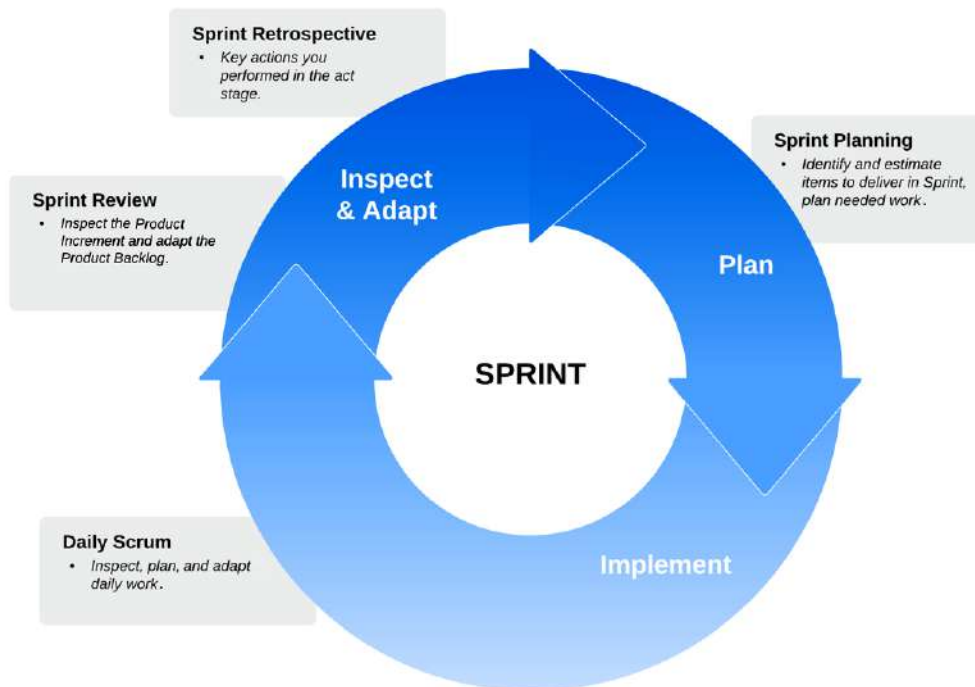 Sprint Retrospective
• Key actions you
performed in the act
stage.
Sprint Planning
• Identify and estimate
items to deliver in Sprint,
plan needed work.
Inspect
& Adapt
Sprint Review
• Inspect the Product
Increment and adapt the
Product Backlog.
Plan
SPRINT
Daily Scrum
• Inspect, plan, and adapt
daily work.
Implement